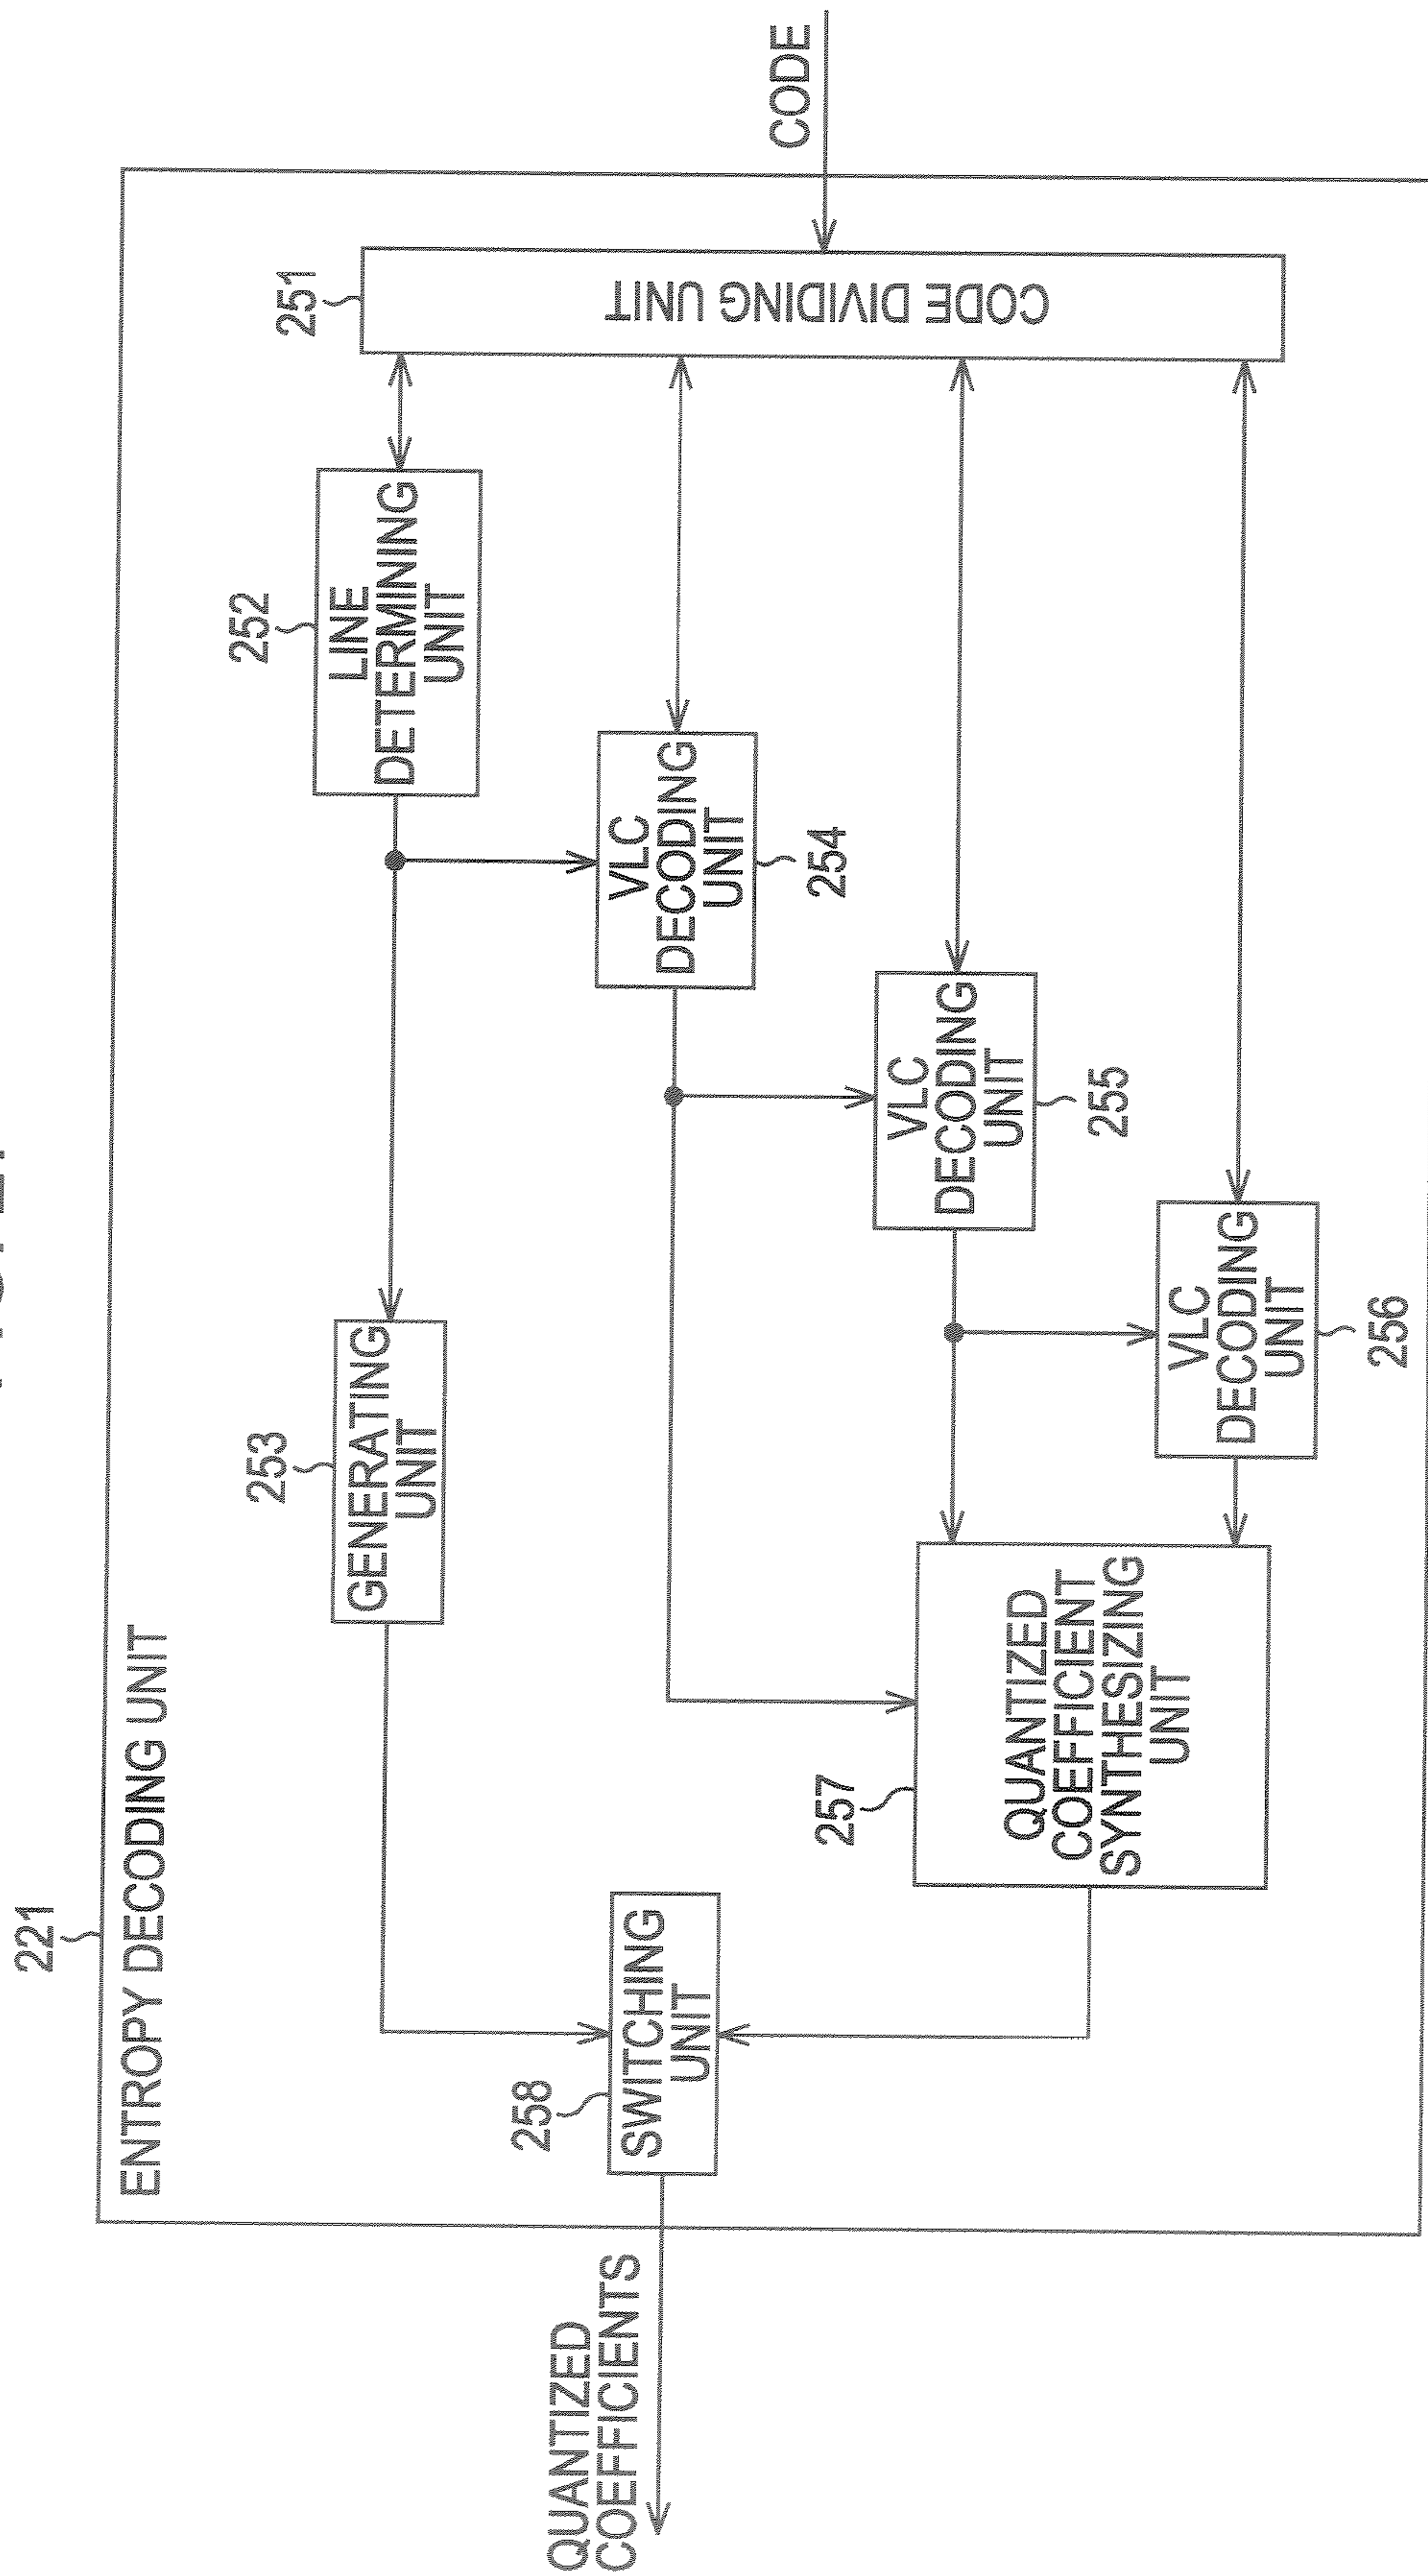 221
ENTROPY DECODING UNIT
CODE
251
CODE DIVIDING UNIT
252
LINE
DETERMINING
UNIT
253
GENERATING
UNIT
VLC
DECODING
UNIT
254
VLC
DECODING
UNIT
255
VLC
DECODING
UNIT
256
257
QUANTIZED
COEFFICIENT
SYNTHESIZING
UNIT
258
SWITCHING
UNIT
QUANTIZED
COEFFICIENTS